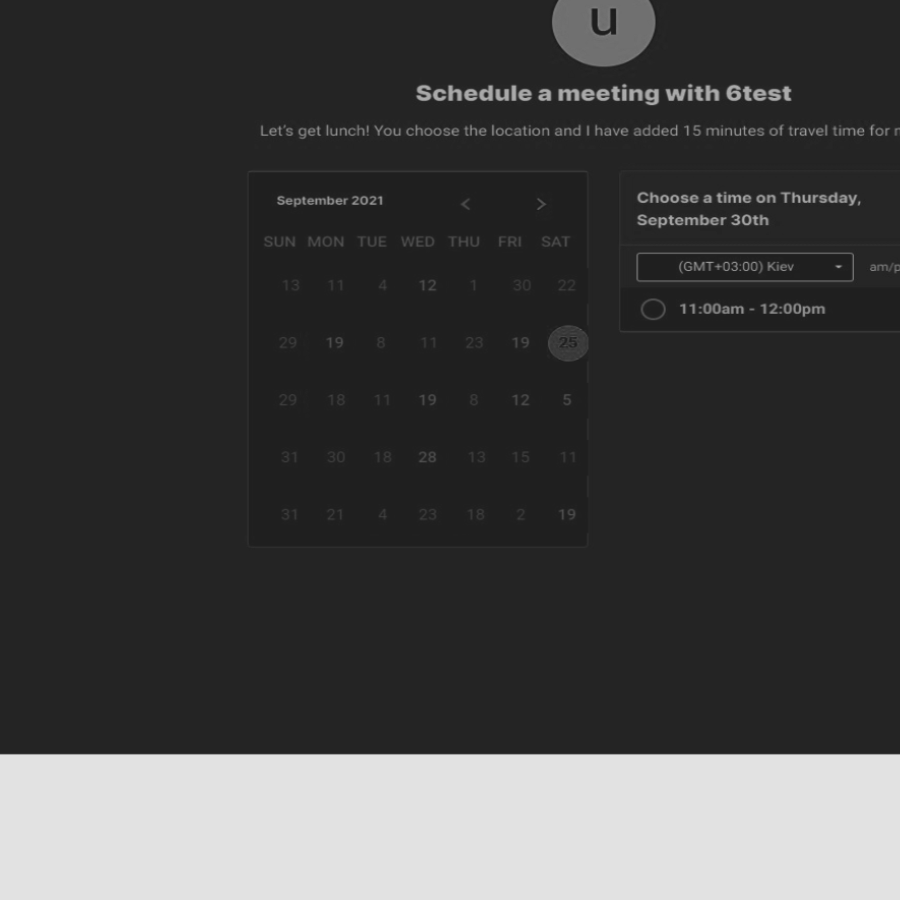 u
Schedule a meeting with 6test
Let's get lunch! You choose the location and I have added 15 minutes of travel time for
September 2021 < >
SUN MON TUE WED THU FRI SAT
13 11 4 12 1 30 22
29 19 8 11 23 19 25
29 18 11 19 8 12 5
31 30 18 28 13 15 11
31 21 4 23 18 2 19
Choose a time on Thursday,
September 30th
(GMT+03:00) Kiev am/p
11:00am - 12:00pm